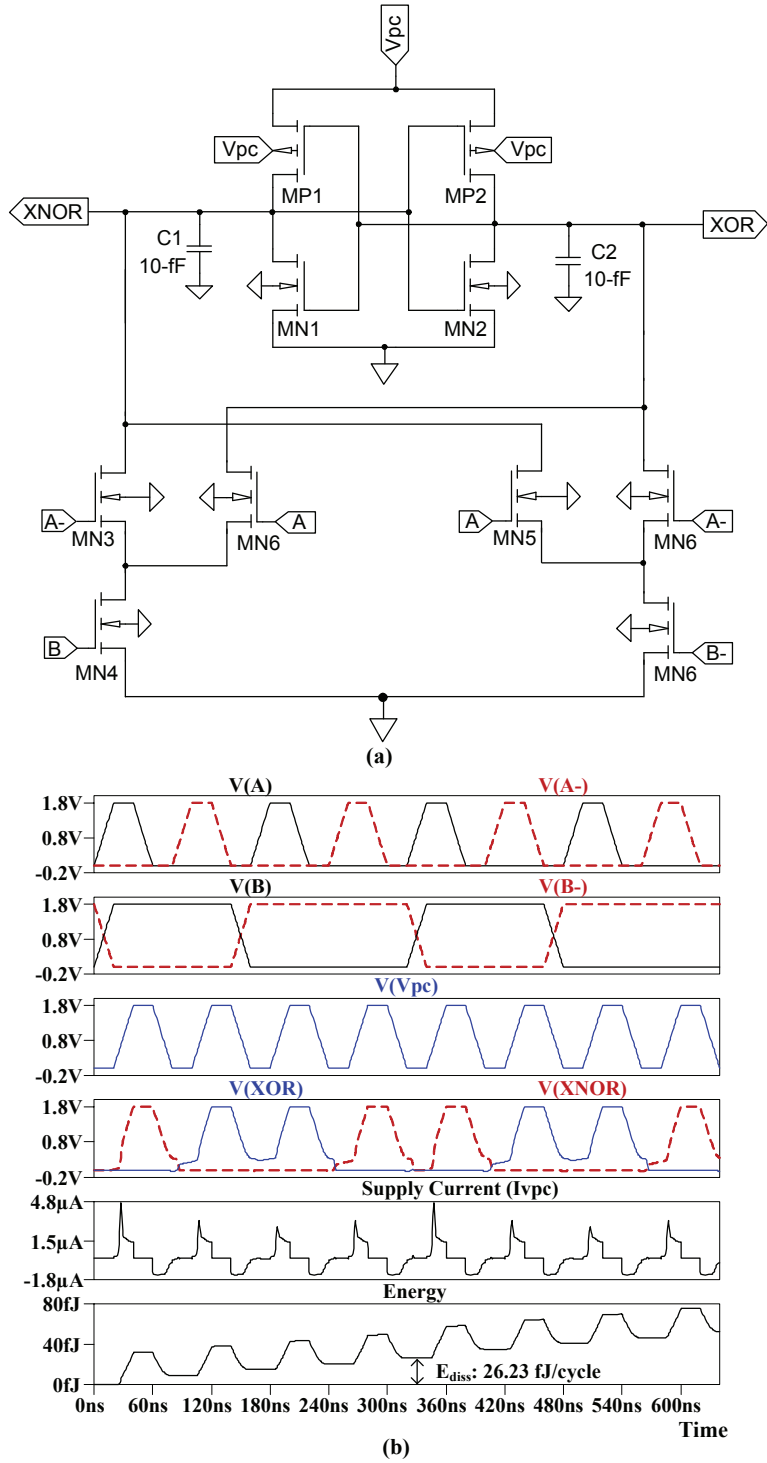 Vpc
Vpc Vpc
MP1 MP2
XNOR XOR
C1
10-fF
C2
10-fF
MN1 MN2
A- A A A-
MN3 MN6 MN5 MN6
B B-
MN4 MN6
(a)
V(A) V(A-)
1.8V
0.8V
-0.2V
V(B) V(B-)
1.8V
0.8V
-0.2V
V(Vpc)
1.8V
0.8V
-0.2V
V(XOR) V(XNOR)
1.8V
0.8V
-0.2V
Supply Current (Ivpc)
4.8µA
1.5µA
-1.8µA
Energy
80fJ
40fJ
0fJ
Ediss: 26.23 fJ/cycle
0ns 60ns 120ns 180ns 240ns 300ns 360ns 420ns 480ns 540ns 600ns
Time
(b)